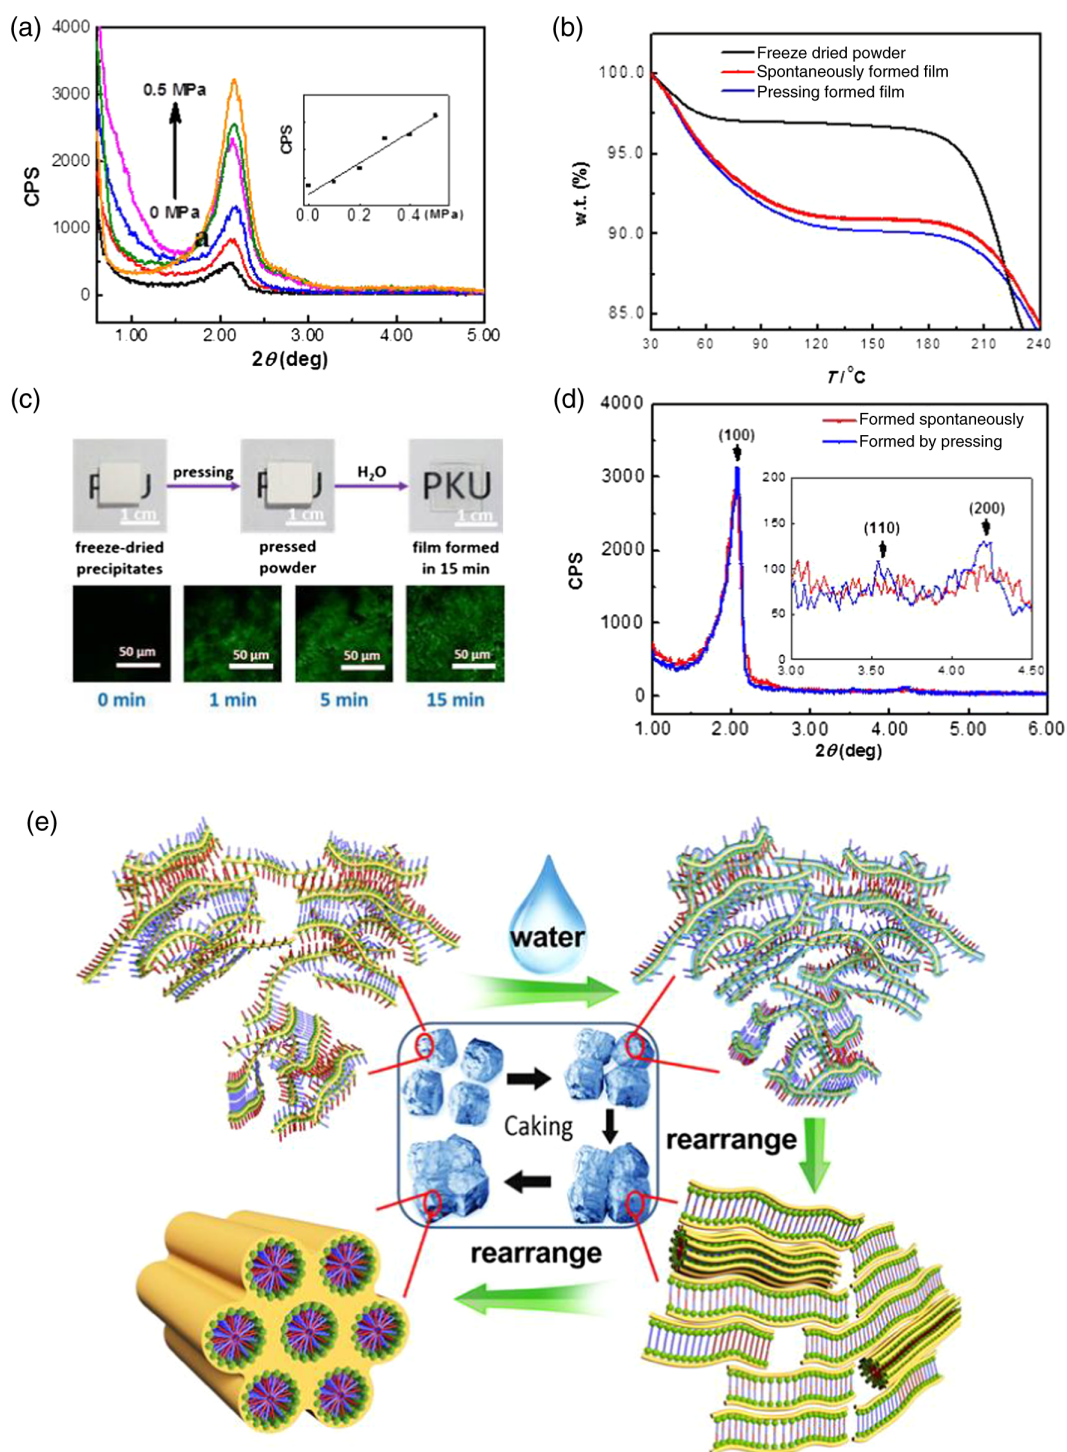 (a)
4000
3000
2000
1000
0
CPS
0.5 MPa
0 MPa
a
CPS
0.0 0.2 0.4 (MPa)
1.00 2.00 3.00 4.00 5.00
2θ (deg)
(b)
Freeze dried powder
Spontaneously formed film
Pressing formed film
100.0
95.0
90.0
85.0
w.t. (%)
30 60 90 120 150 180 210 240
T / °C
(c)
PKU
1 cm
pressing
1 cm
H₂O
PKU
1 cm
freeze-dried
precipitates
pressed
powder
film formed
in 15 min
50 μm
50 μm
50 μm
50 μm
0 min
1 min
5 min
15 min
(d)
4000
3000
2000
1000
0
CPS
(100)
Formed spontaneously
Formed by pressing
200
150
100
50
0
(110)
(200)
3.00 3.50 4.00 4.50
1.00 2.00 3.00 4.00 5.00 6.00
2θ (deg)
(e)
water
Caking
rearrange
rearrange